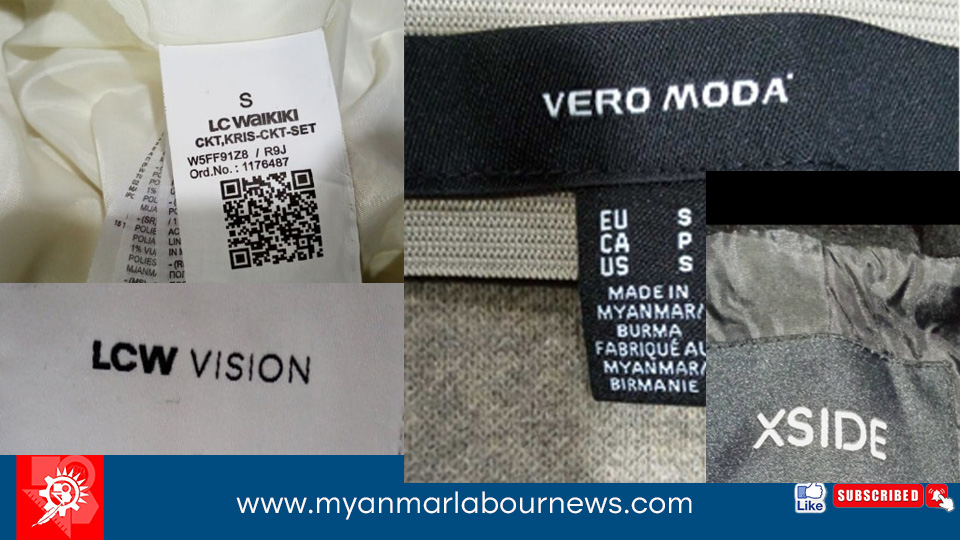 S
LC WAIKIKI
CKT,KRIS-CKT-SET
W5FF91Z8 / R9J
Ord.No.: 1176487
LCW VISION
VERO MODA
EU S
CA P
US S
MADE IN
MYANMAR/
BURMA
FABRIQUÉ AU
MYANMAR/
BIRMANIE
XSIDE
www.myanmarlabournews.com
Like
SUBSCRIBED